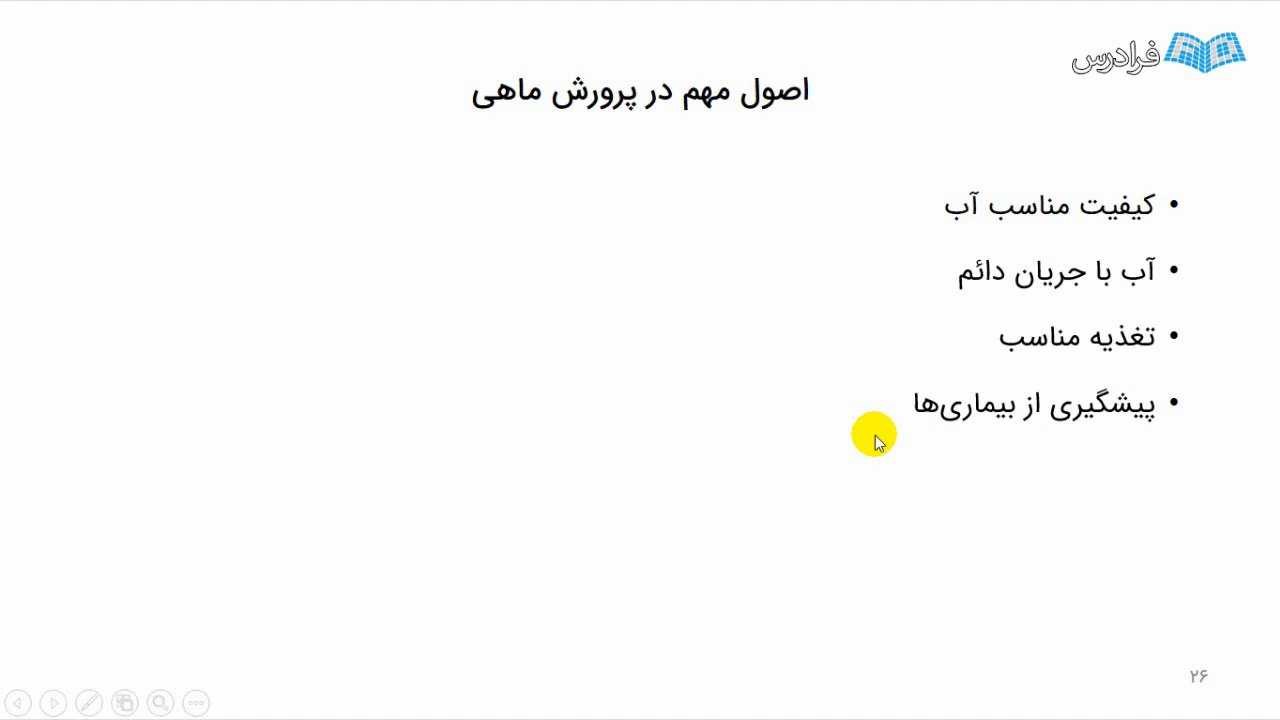 فرادرس
اصول مهم در پرورش ماهی
• کیفیت مناسب آب
• آب با جریان دائم
• تغذیه مناسب
• پیشگیری از بیماری‌ها
۲۶